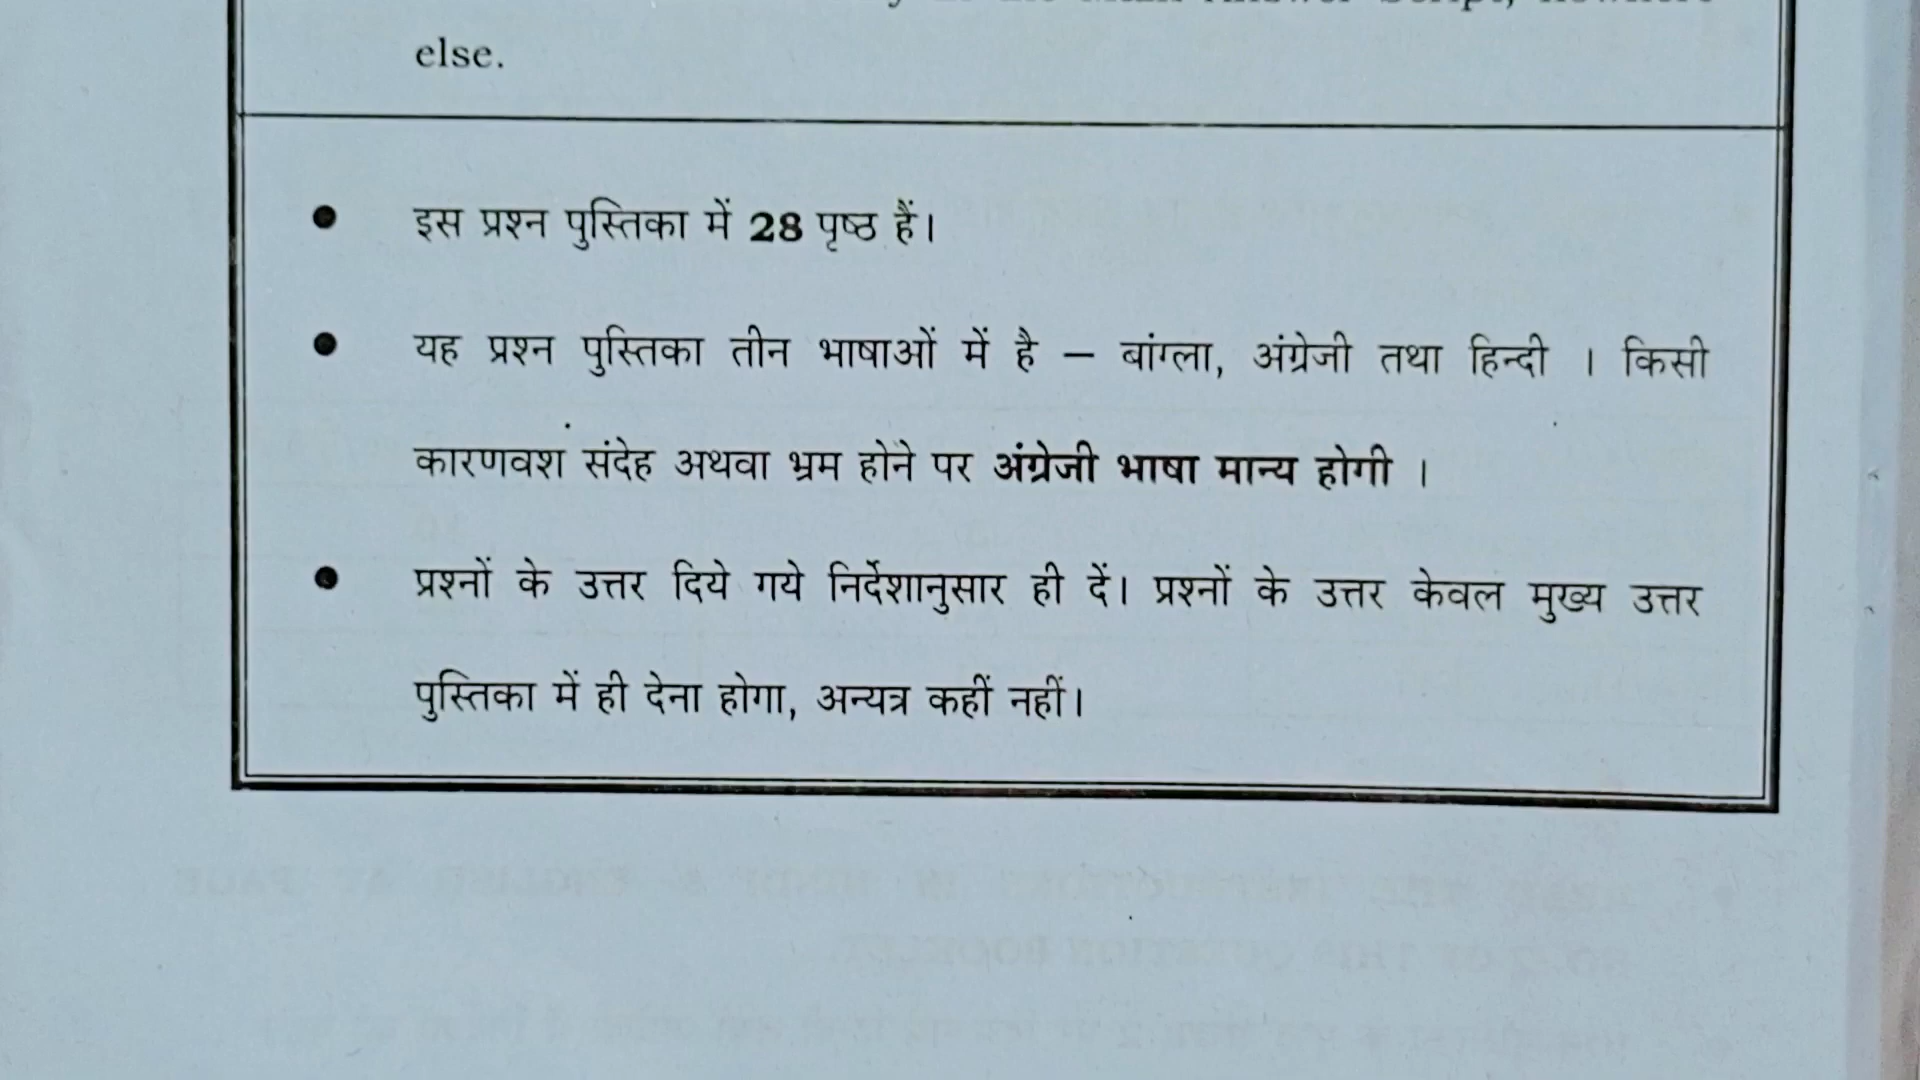 else.
इस प्रश्न पुस्तिका में 28 पृष्ठ हैं।
यह प्रश्न पुस्तिका तीन भाषाओं में है – बांग्ला, अंग्रेजी तथा हिन्दी । किसी
कारणवश संदेह अथवा भ्रम होने पर अंग्रेजी भाषा मान्य होगी ।
प्रश्नों के उत्तर दिये गये निर्देशानुसार ही दें। प्रश्नों के उत्तर केवल मुख्य उत्तर
पुस्तिका में ही देना होगा, अन्यत्र कहीं नहीं।